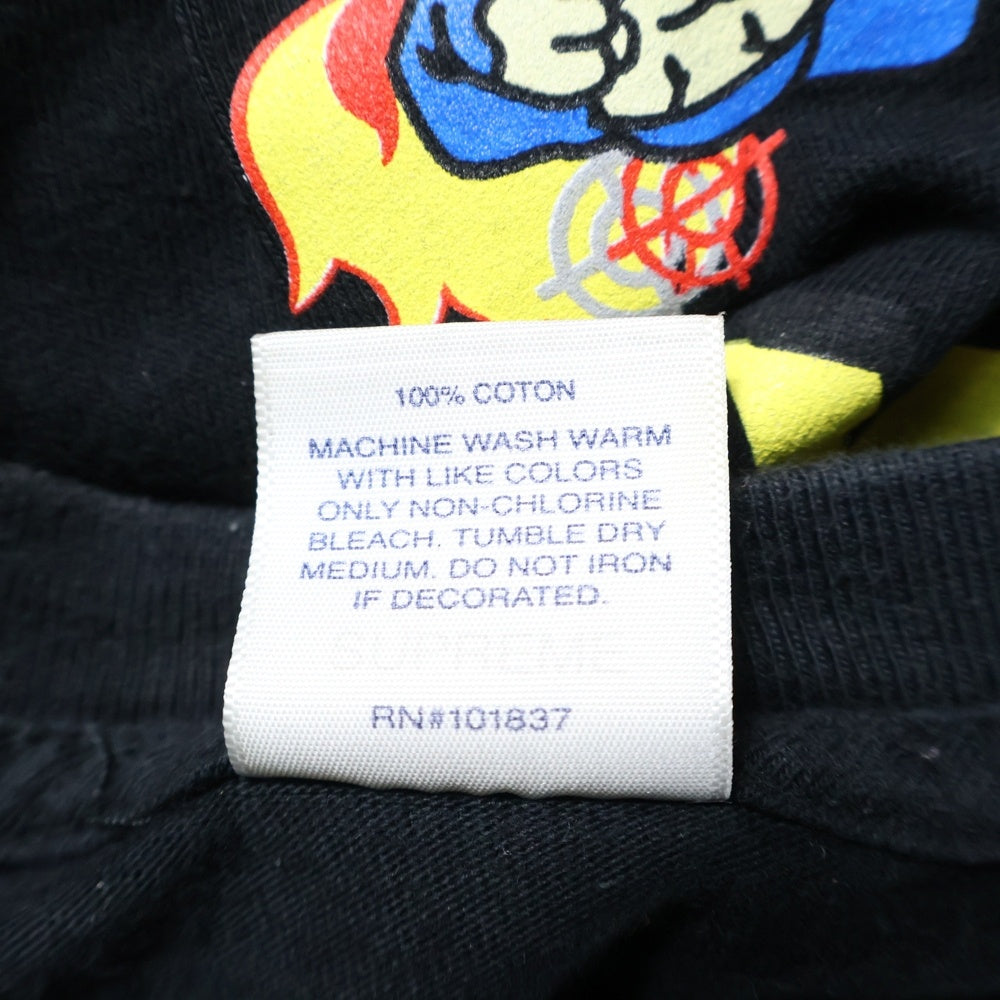 100% COTON
MACHINE WASH WARM
WITH LIKE COLORS
ONLY NON-CHLORINE
BLEACH. TUMBLE DRY
MEDIUM. DO NOT IRON
IF DECORATED.
SUPREME
RN#101837